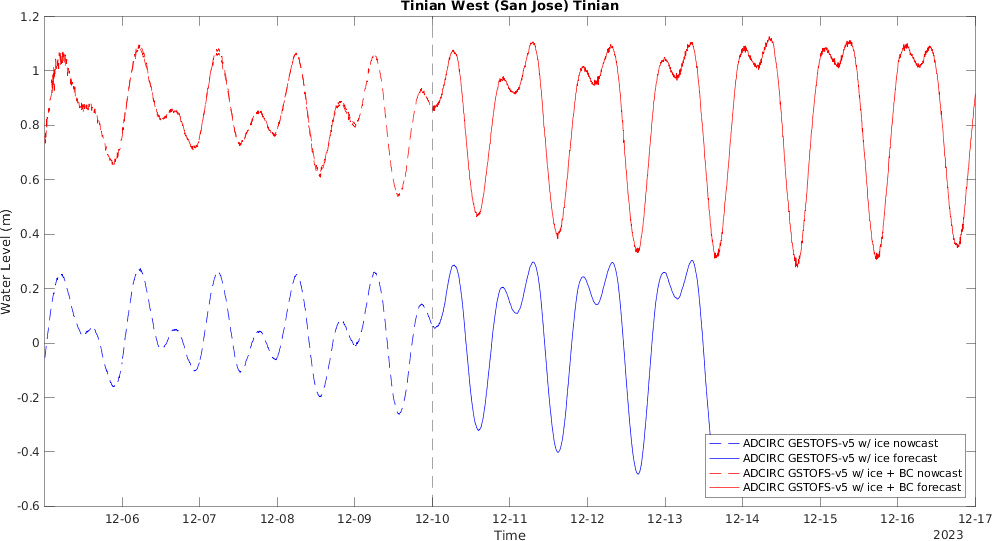 Tinian West (San Jose) Tinian
Water Level (m)
1.2
1
0.8
0.6
0.4
0.2
0
-0.2
-0.4
-0.6
ADCIRC GESTOFS-v5 w/ ice nowcast
ADCIRC GESTOFS-v5 w/ ice forecast
ADCIRC GSTOFS-v5 w/ ice + BC nowcast
ADCIRC GSTOFS-v5 w/ ice + BC forecast
12-06 12-07 12-08 12-09 12-10 12-11 12-12 12-13 12-14 12-15 12-16 12-17
Time
2023